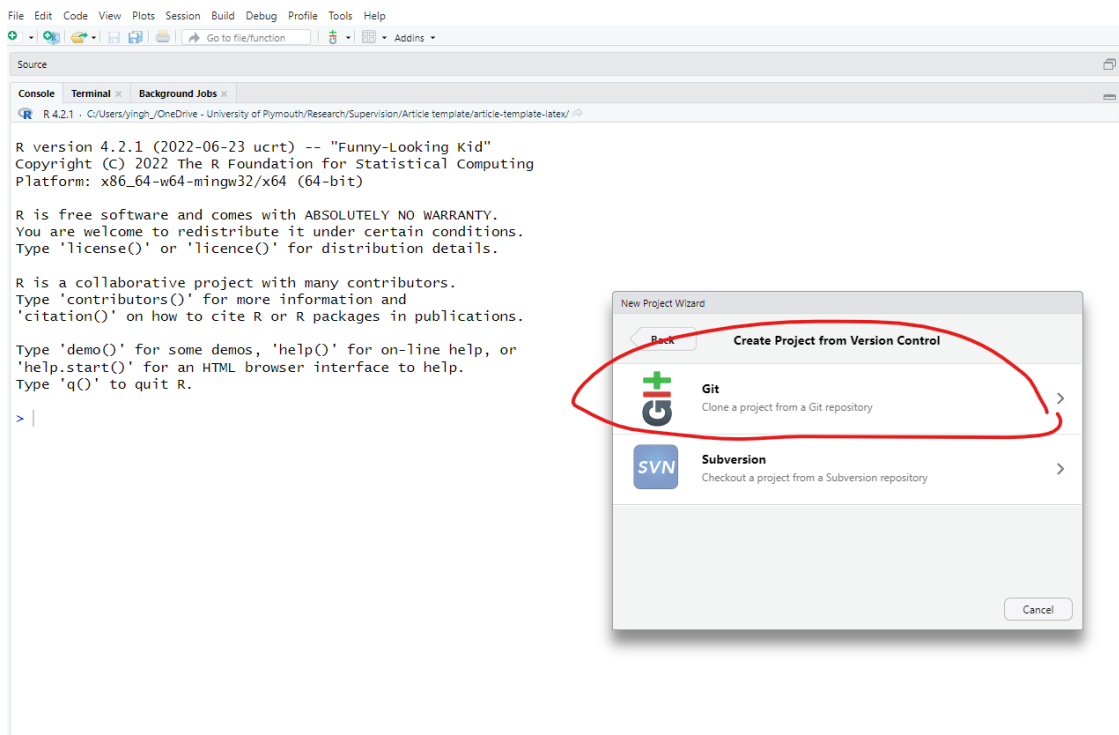 File Edit Code View Plots Session Build Debug Profile Tools Help
Go to file/function Addins
Source
Console Terminal Background Jobs
R 4.2.1 · C:/Users/yingh_/OneDrive - University of Plymouth/Research/Supervision/Article template/article-template-latex/
R version 4.2.1 (2022-06-23 ucrt) -- "Funny-Looking Kid"
Copyright (C) 2022 The R Foundation for Statistical Computing
Platform: x86_64-w64-mingw32/x64 (64-bit)
R is free software and comes with ABSOLUTELY NO WARRANTY.
You are welcome to redistribute it under certain conditions.
Type 'license()' or 'licence()' for distribution details.
R is a collaborative project with many contributors.
Type 'contributors()' for more information and
'citation()' on how to cite R or R packages in publications.
Type 'demo()' for some demos, 'help()' for on-line help, or
'help.start()' for an HTML browser interface to help.
Type 'q()' to quit R.
>
New Project Wizard
Back
Create Project from Version Control
git
Git
Clone a project from a Git repository
SVN
Subversion
Checkout a project from a Subversion repository
Cancel